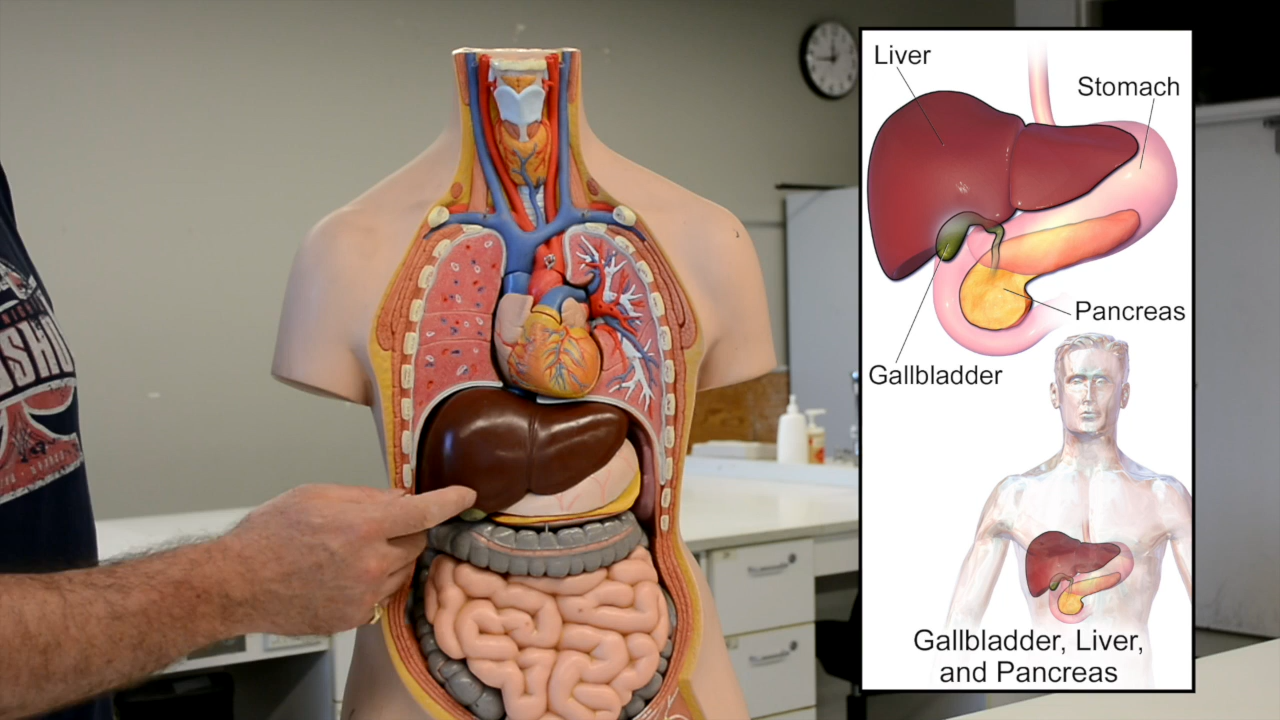 Liver
Stomach
Pancreas
Gallbladder
Gallbladder, Liver,
and Pancreas